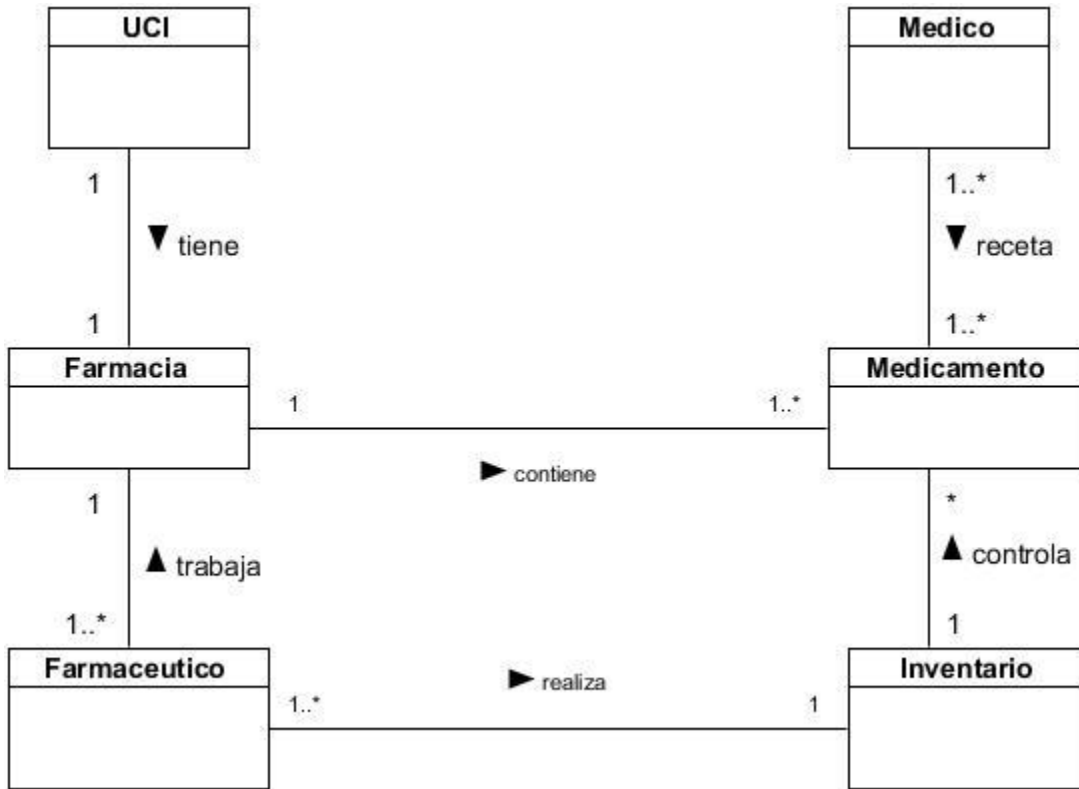 UCI
Medico
1
1..*
tiene
receta
1
1..*
Farmacia
Medicamento
1
1..*
contiene
1
*
trabaja
controla
1..*
1
Farmaceutico
Inventario
realiza
1..*
1